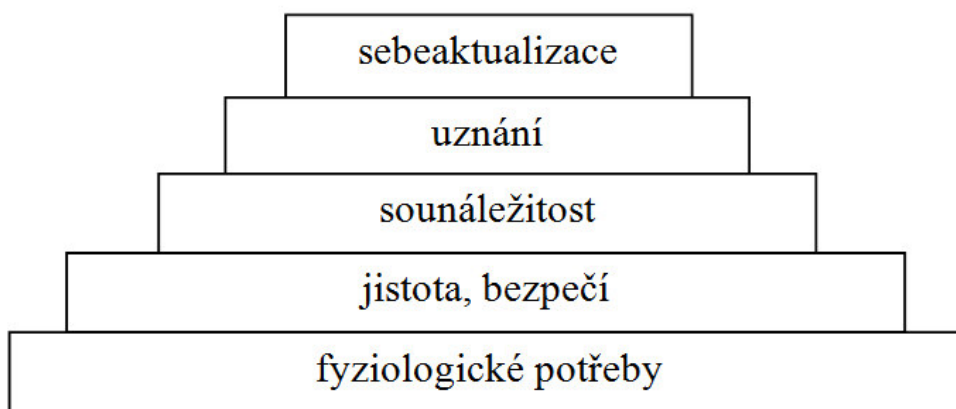 sebeaktualizace
uznání
sounáležitost
jistota, bezpečí
fyziologické potřeby